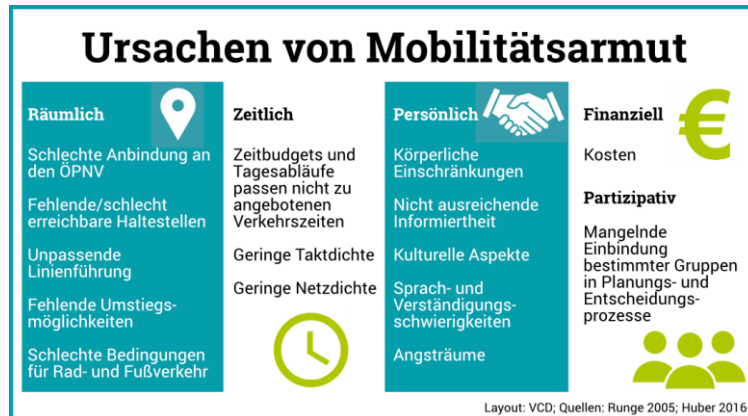 Ursachen von Mobilitätsarmut
Räumlich
Schlechte Anbindung an
den ÖPNV
Fehlende/schlecht
erreichbare Haltestellen
Unpassende
Linienführung
Fehlende Umstiegs-
möglichkeiten
Schlechte Bedingungen
für Rad- und Fußverkehr
Zeitlich
Zeitbudgets und
Tagesabläufe
passen nicht zu
angebotenen
Verkehrszeiten
Geringe Taktdichte
Geringe Netzdichte
Persönlich
Körperliche
Einschränkungen
Nicht ausreichende
Informiertheit
Kulturelle Aspekte
Sprach- und
Verständigungs-
schwierigkeiten
Angsträume
Finanziell
€
Kosten
Partizipativ
Mangelnde
Einbindung
bestimmter Gruppen
in Planungs- und
Entscheidungs-
prozesse
Layout: VCD; Quellen: Runge 2005; Huber 2016